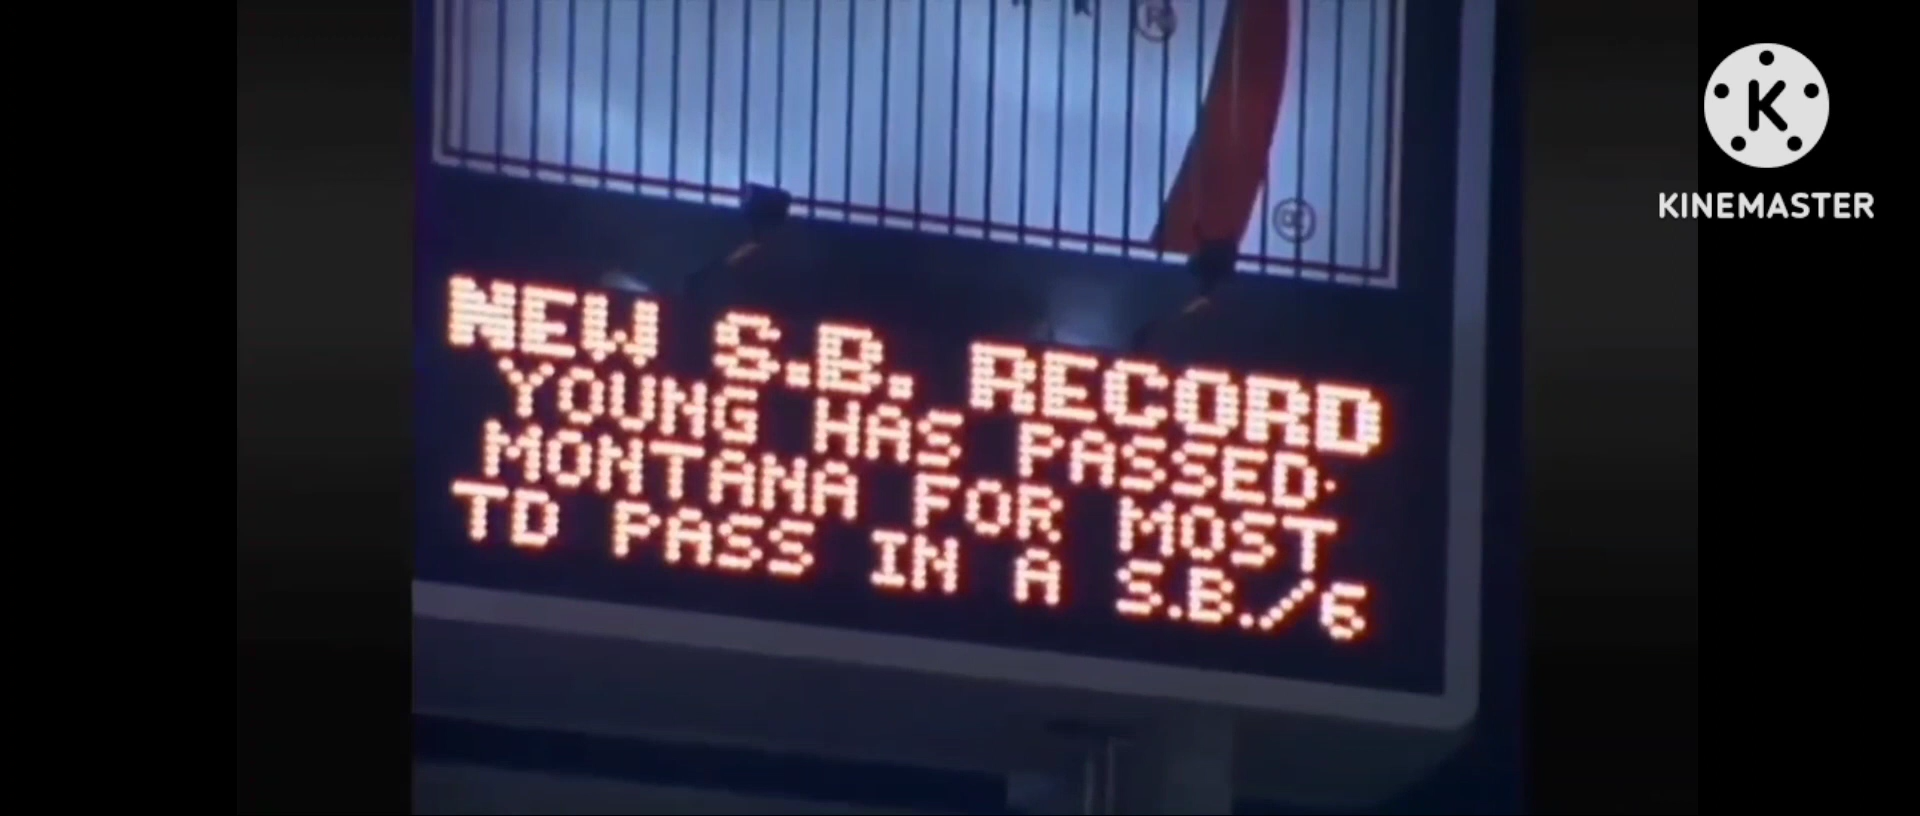 NEW S.B. RECORD
YOUNG HAS PASSED
MONTANA FOR MOST
TD PASS IN A S.B./6
K
KINEMASTER